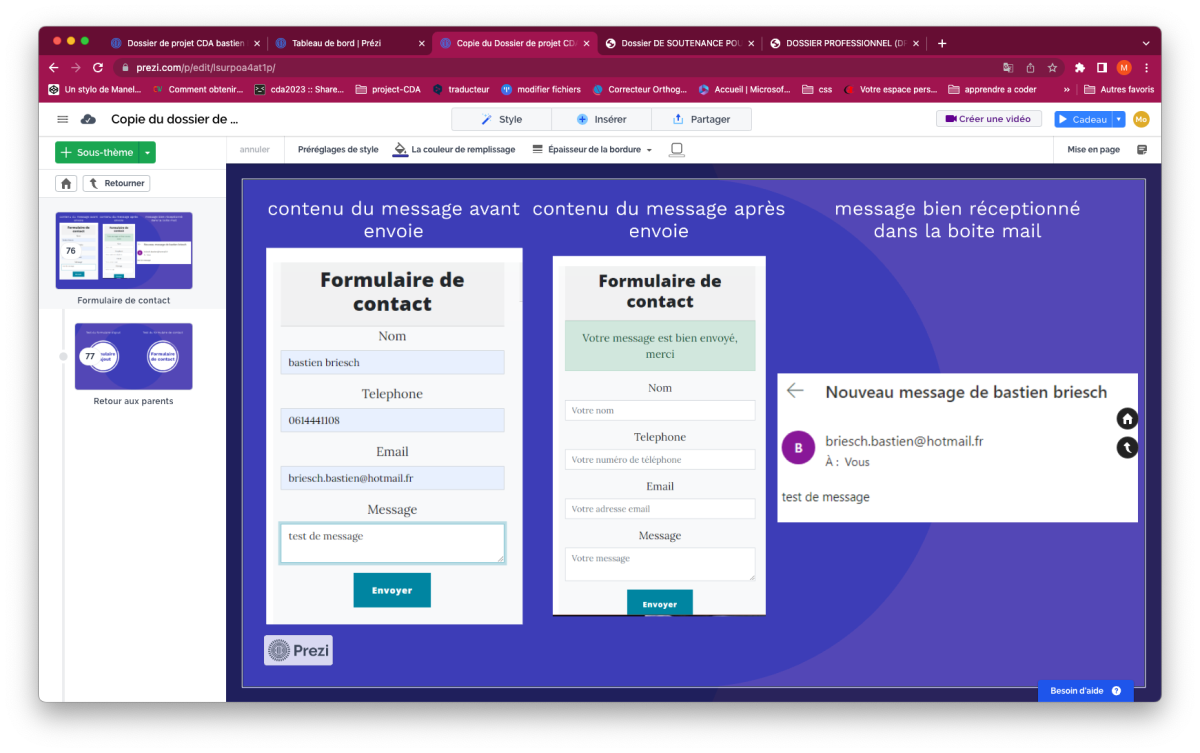 Dossier de projet CDA bastien
Tableau de bord | Prézi
Copie du Dossier de projet CD
Dossier DE SOUTENANCE POU
DOSSIER PROFESSIONNEL (DP
prezi.com/p/edit/lsurpoa4at1p/
M
Un stylo de Manel...
Comment obtenir...
cda2023 :: Share...
project-CDA
traducteur
modifier fichiers
Correcteur Orthog...
Accueil | Microsof...
css
Votre espace pers...
apprendre a coder
»
Autres favoris
Copie du dossier de ...
Style
Insérer
Partager
Créer une vidéo
Cadeau
Mo
+ Sous-thème
annuler
Préréglages de style
La couleur de remplissage
Épaisseur de la bordure
Mise en page
Retourner
76
Formulaire de contact
77
Formulaire
de contact
Retour aux parents
contenu du message avant
envoie
Formulaire de
contact
Nom
bastien briesch
Telephone
0614441108
Email
briesch.bastien@hotmail.fr
Message
test de message
Envoyer
Prezi
contenu du message après
envoie
Formulaire de
contact
Votre message est bien envoyé,
merci
Nom
Votre nom
Telephone
Votre numéro de téléphone
Email
Votre adresse email
Message
Votre message
Envoyer
message bien réceptionné
dans la boite mail
Nouveau message de bastien briesch
B
briesch.bastien@hotmail.fr
À : Vous
test de message
Besoin d'aide ?